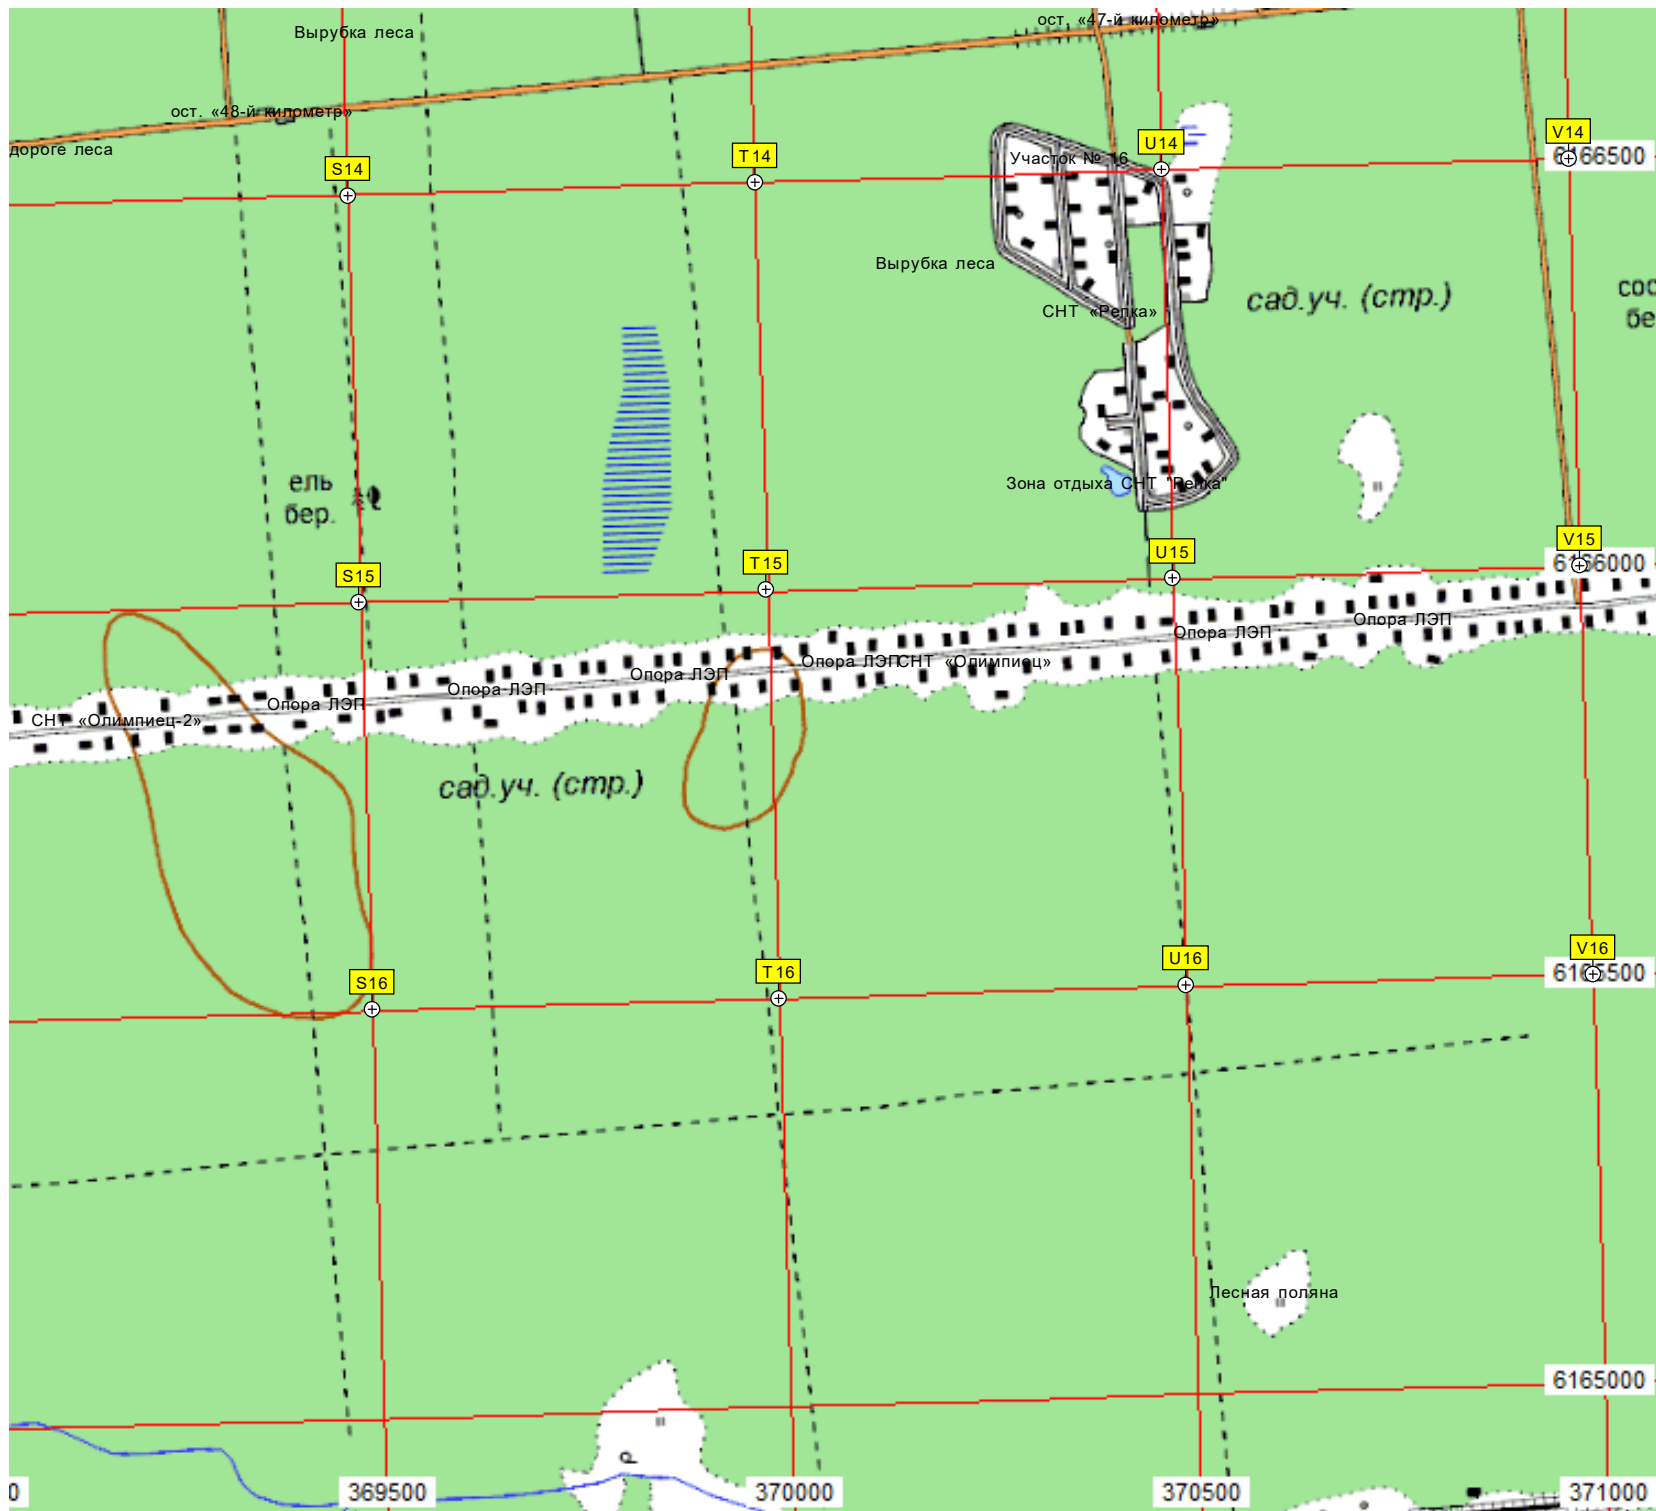 ост. «47-й километр»
Вырубка леса
ост. «48-й километр»
дороге леса
S14
T14
U14
V14
6166500
Участок № 16
Вырубка леса
СНТ «Репка»
сад.уч. (стр.)
сос
бе
ель
бер.
Зона отдыха СНТ "Репка"
S15
T15
U15
V15
6166000
Опора ЛЭП
Опора ЛЭП
Опора ЛЭП
СНТ «Олимпиец»
Опора ЛЭП
Опора ЛЭП
Опора ЛЭП
СНТ «Олимпиец-2»
сад.уч. (стр.)
S16
T16
U16
V16
6165500
Лесная поляна
6165000
р
0
369500
370000
370500
371000